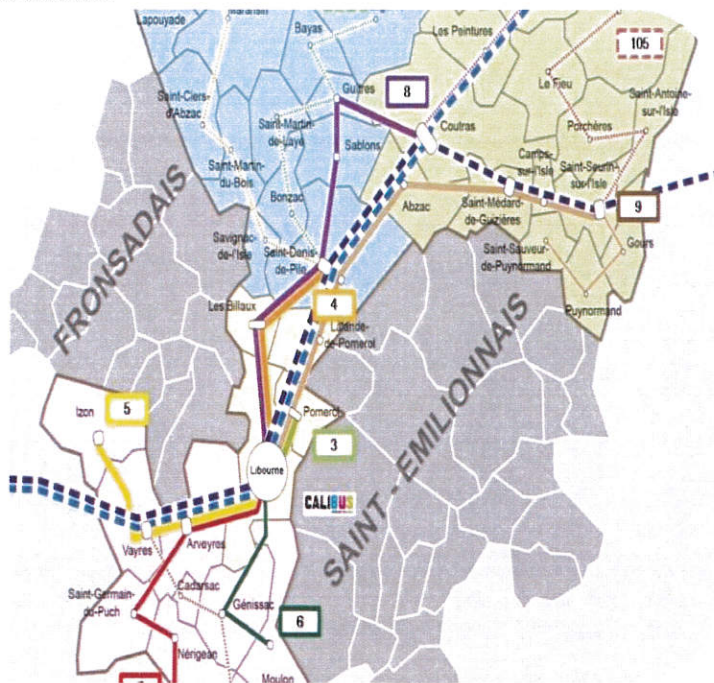 Lapouyade
Maransin
Bayas
Les Peintures
105
Saint-Ciers-
d'Abzac
Guitres
8
Le Fieu
Saint-Antoine-
sur-l'Isle
Saint-Martin-
de-Laye
Coutras
Porchères
Saint-Martin-
du-Bois
Sablons
Camps-
sur-l'Isle
Saint-Seurin-
sur-l'Isle
Bonzac
Abzac
Saint-Médard-
de-Guizières
9
Savignac-
de-l'Isle
Saint-Denis-
de-Pile
Saint-Sauveur-
de-Puynormand
Gours
FRONSADAIS
Les Billaux
4
Lalande-
de-Pomerol
Puynormand
Izon
5
Pomerol
3
Libourne
CALIBUS
SAINT - EMILIONNAIS
Vayres
Arveyres
Cadarsac
Saint-Germain-
du-Puch
Génissac
6
Nérigean
Moulon